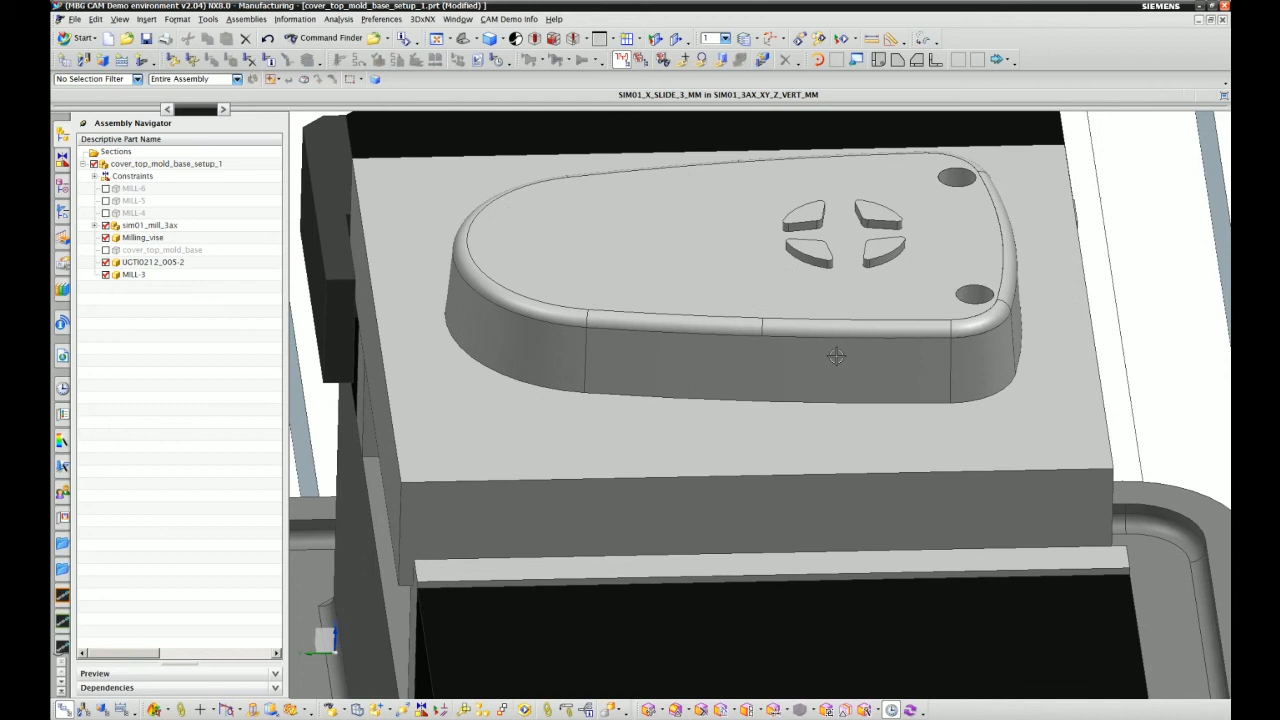 (MBG CAM Demo environment v2.04) NX8.0 - Manufacturing - [cover_top_mold_base_setup_1.prt (Modified) ]
SIEMENS
File Edit View Insert Format Tools Assemblies Information Analysis Preferences 3DxNX Window CAM Demo Info Help
Start Command Finder 1
No Selection Filter Entire Assembly
SIM01_X_SLIDE_3_MM in SIM01_3AX_XY_Z_VERT_MM
Assembly Navigator
Descriptive Part Name
Sections
cover_top_mold_base_setup_1
Constraints
MILL-6
MILL-5
MILL-4
sim01_mill_3ax
Milling_vise
cover_top_mold_base
UGTI0212_005-2
MILL-3
Preview
Dependencies